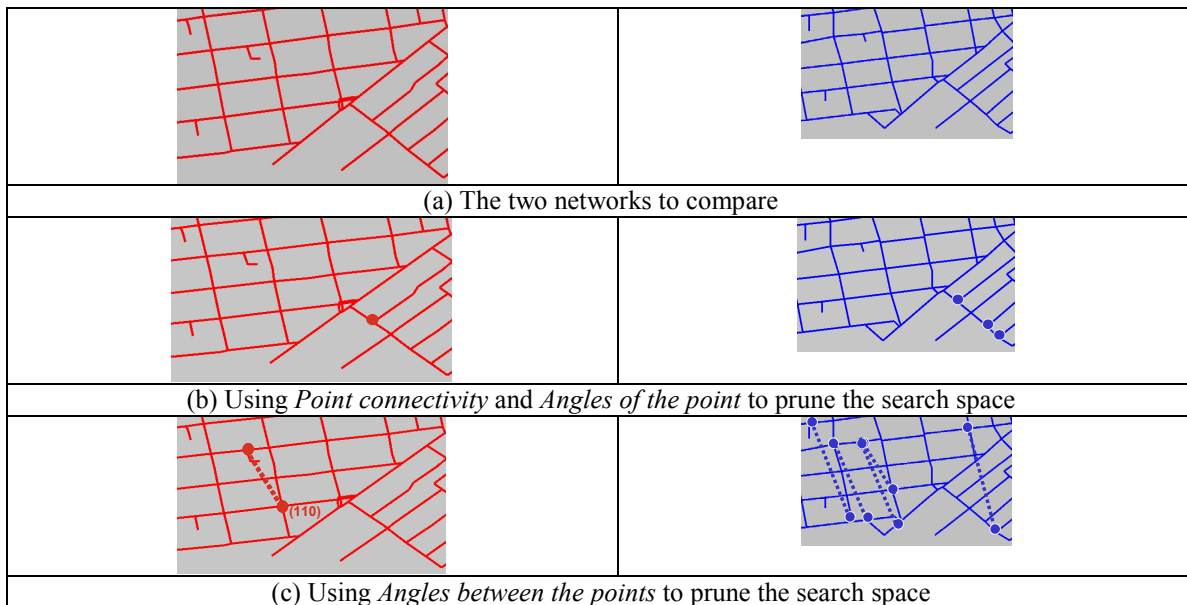 (a) The two networks to compare
(b) Using Point connectivity and Angles of the point to prune the search space
(110)
(c) Using Angles between the points to prune the search space